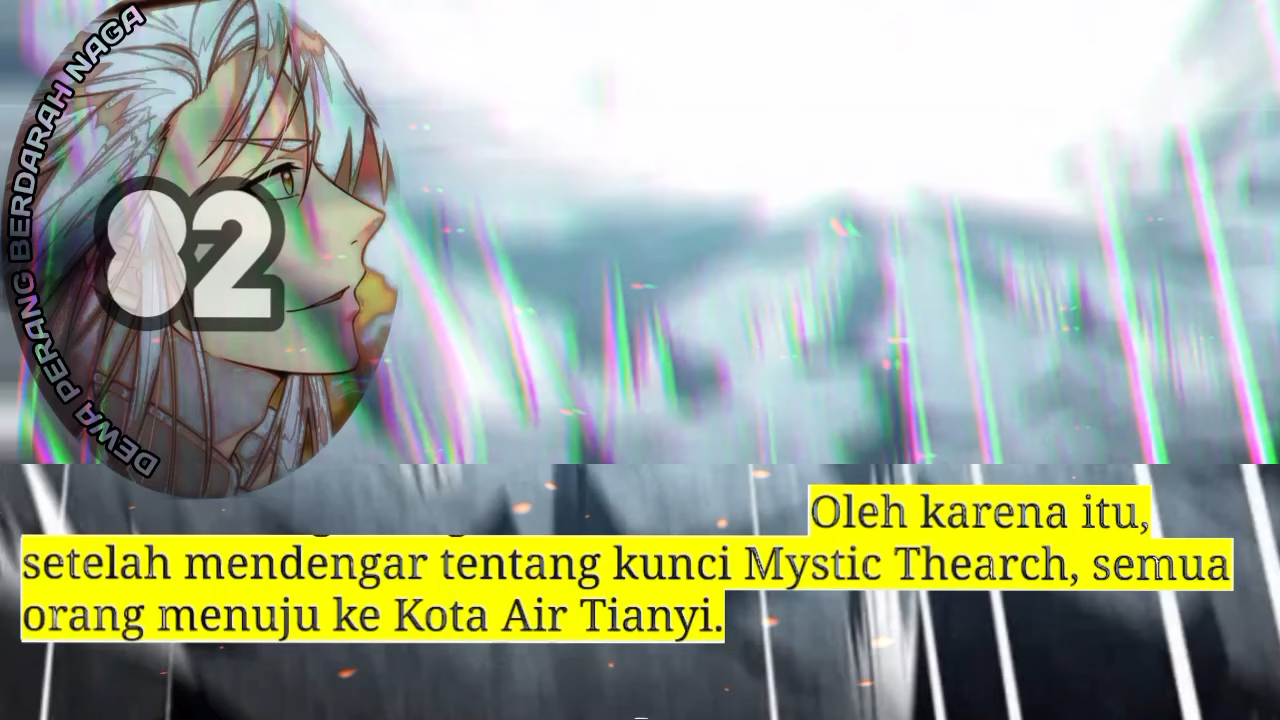 DEWA PERANG BERDARAH NAGA
82
Oleh karena itu,
setelah mendengar tentang kunci Mystic Thearch, semua
orang menuju ke Kota Air Tianyi.